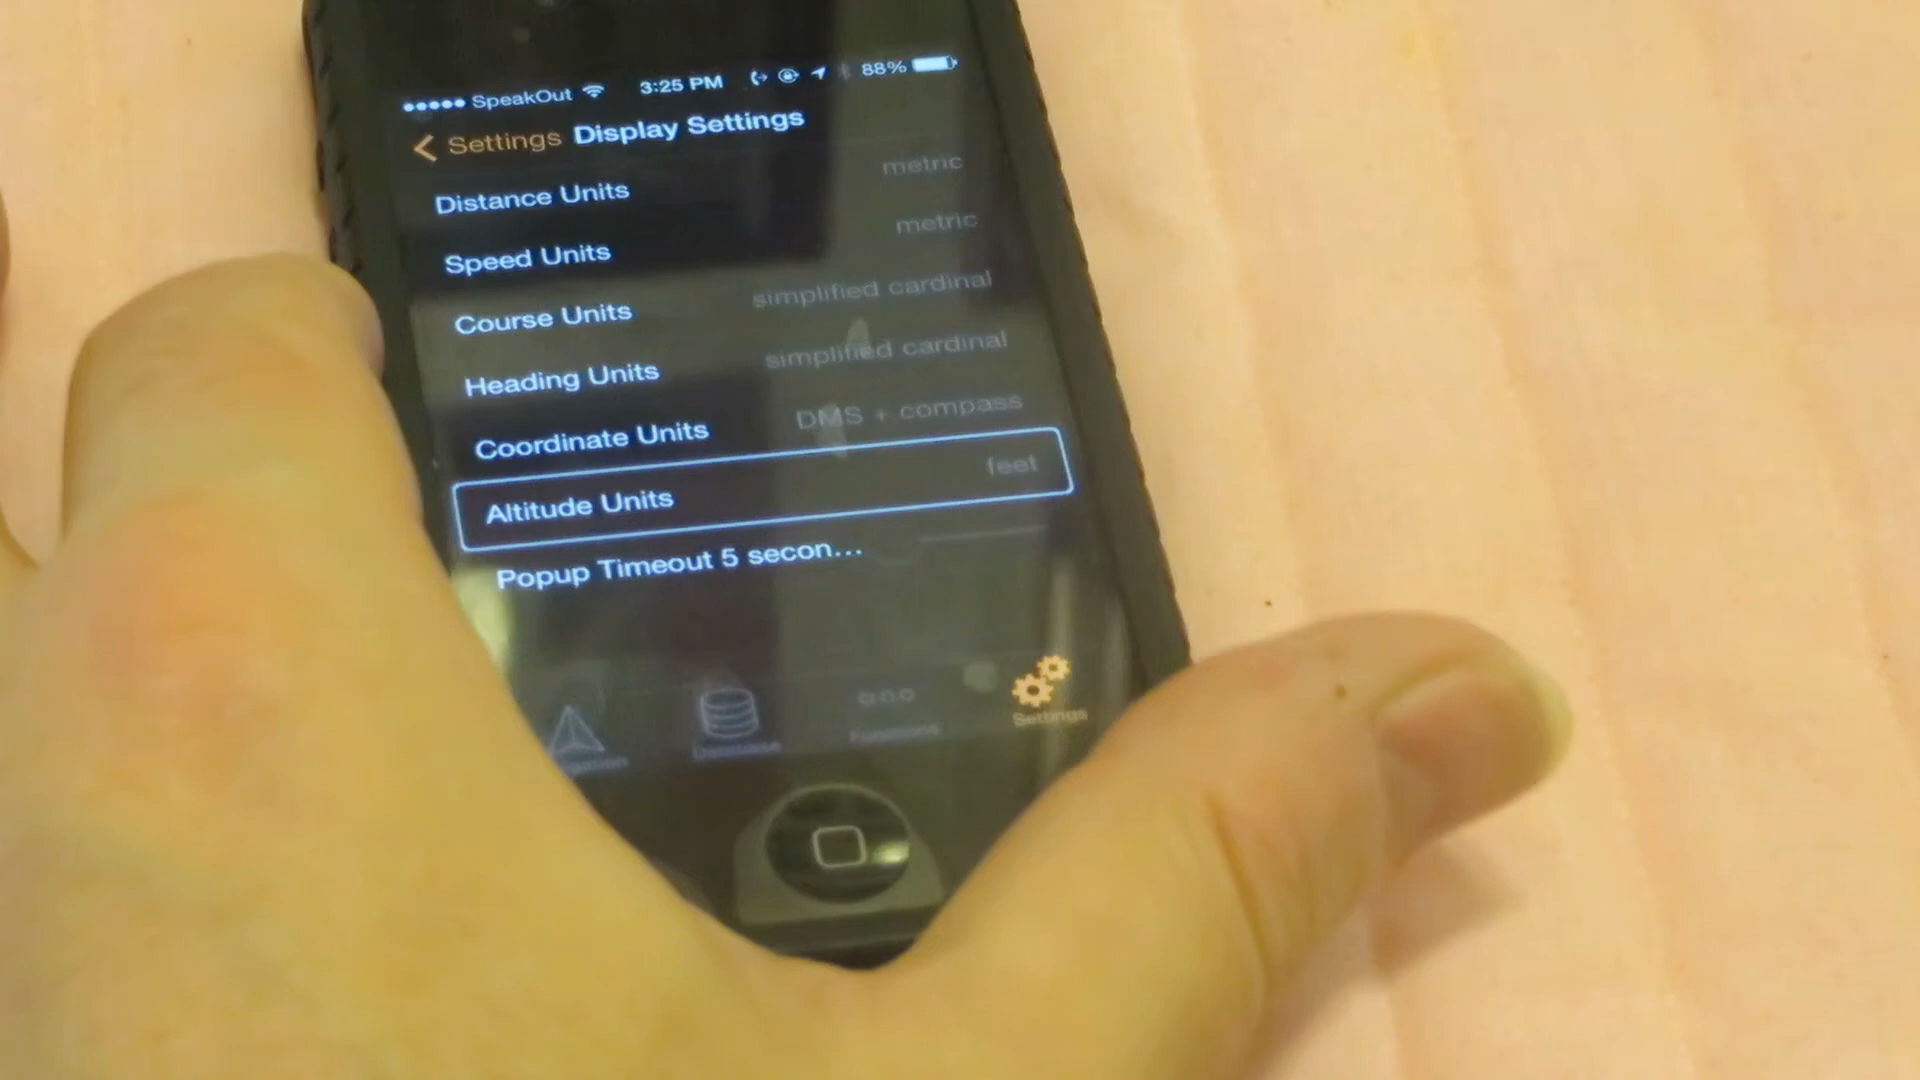 SpeakOut 3:25 PM 88%
Settings Display Settings
Distance Units metric
Speed Units metric
Course Units simplified cardinal
Heading Units simplified cardinal
Coordinate Units DMS + compass
Altitude Units feet
Popup Timeout 5 secon...
Database Settings